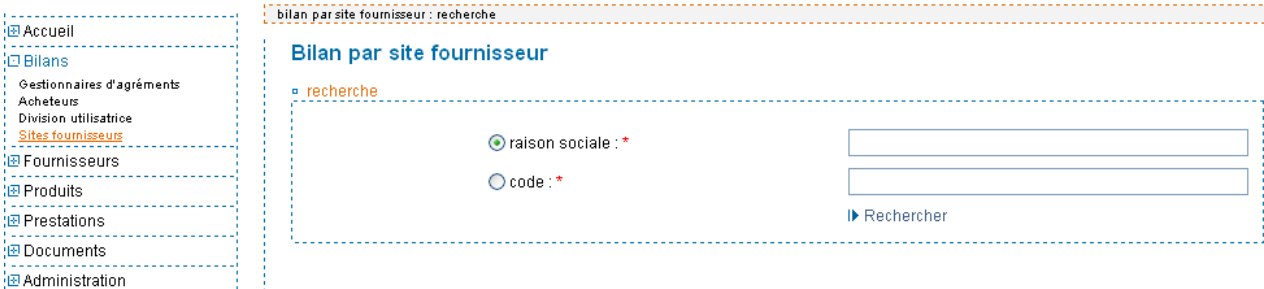 bilan par site fournisseur : recherche
Accueil
Bilans
Gestionnaires d'agréments
Acheteurs
Division utilisatrice
Sites fournisseurs
Fournisseurs
Produits
Prestations
Documents
Administration
Bilan par site fournisseur
recherche
raison sociale : *
code : *
Rechercher